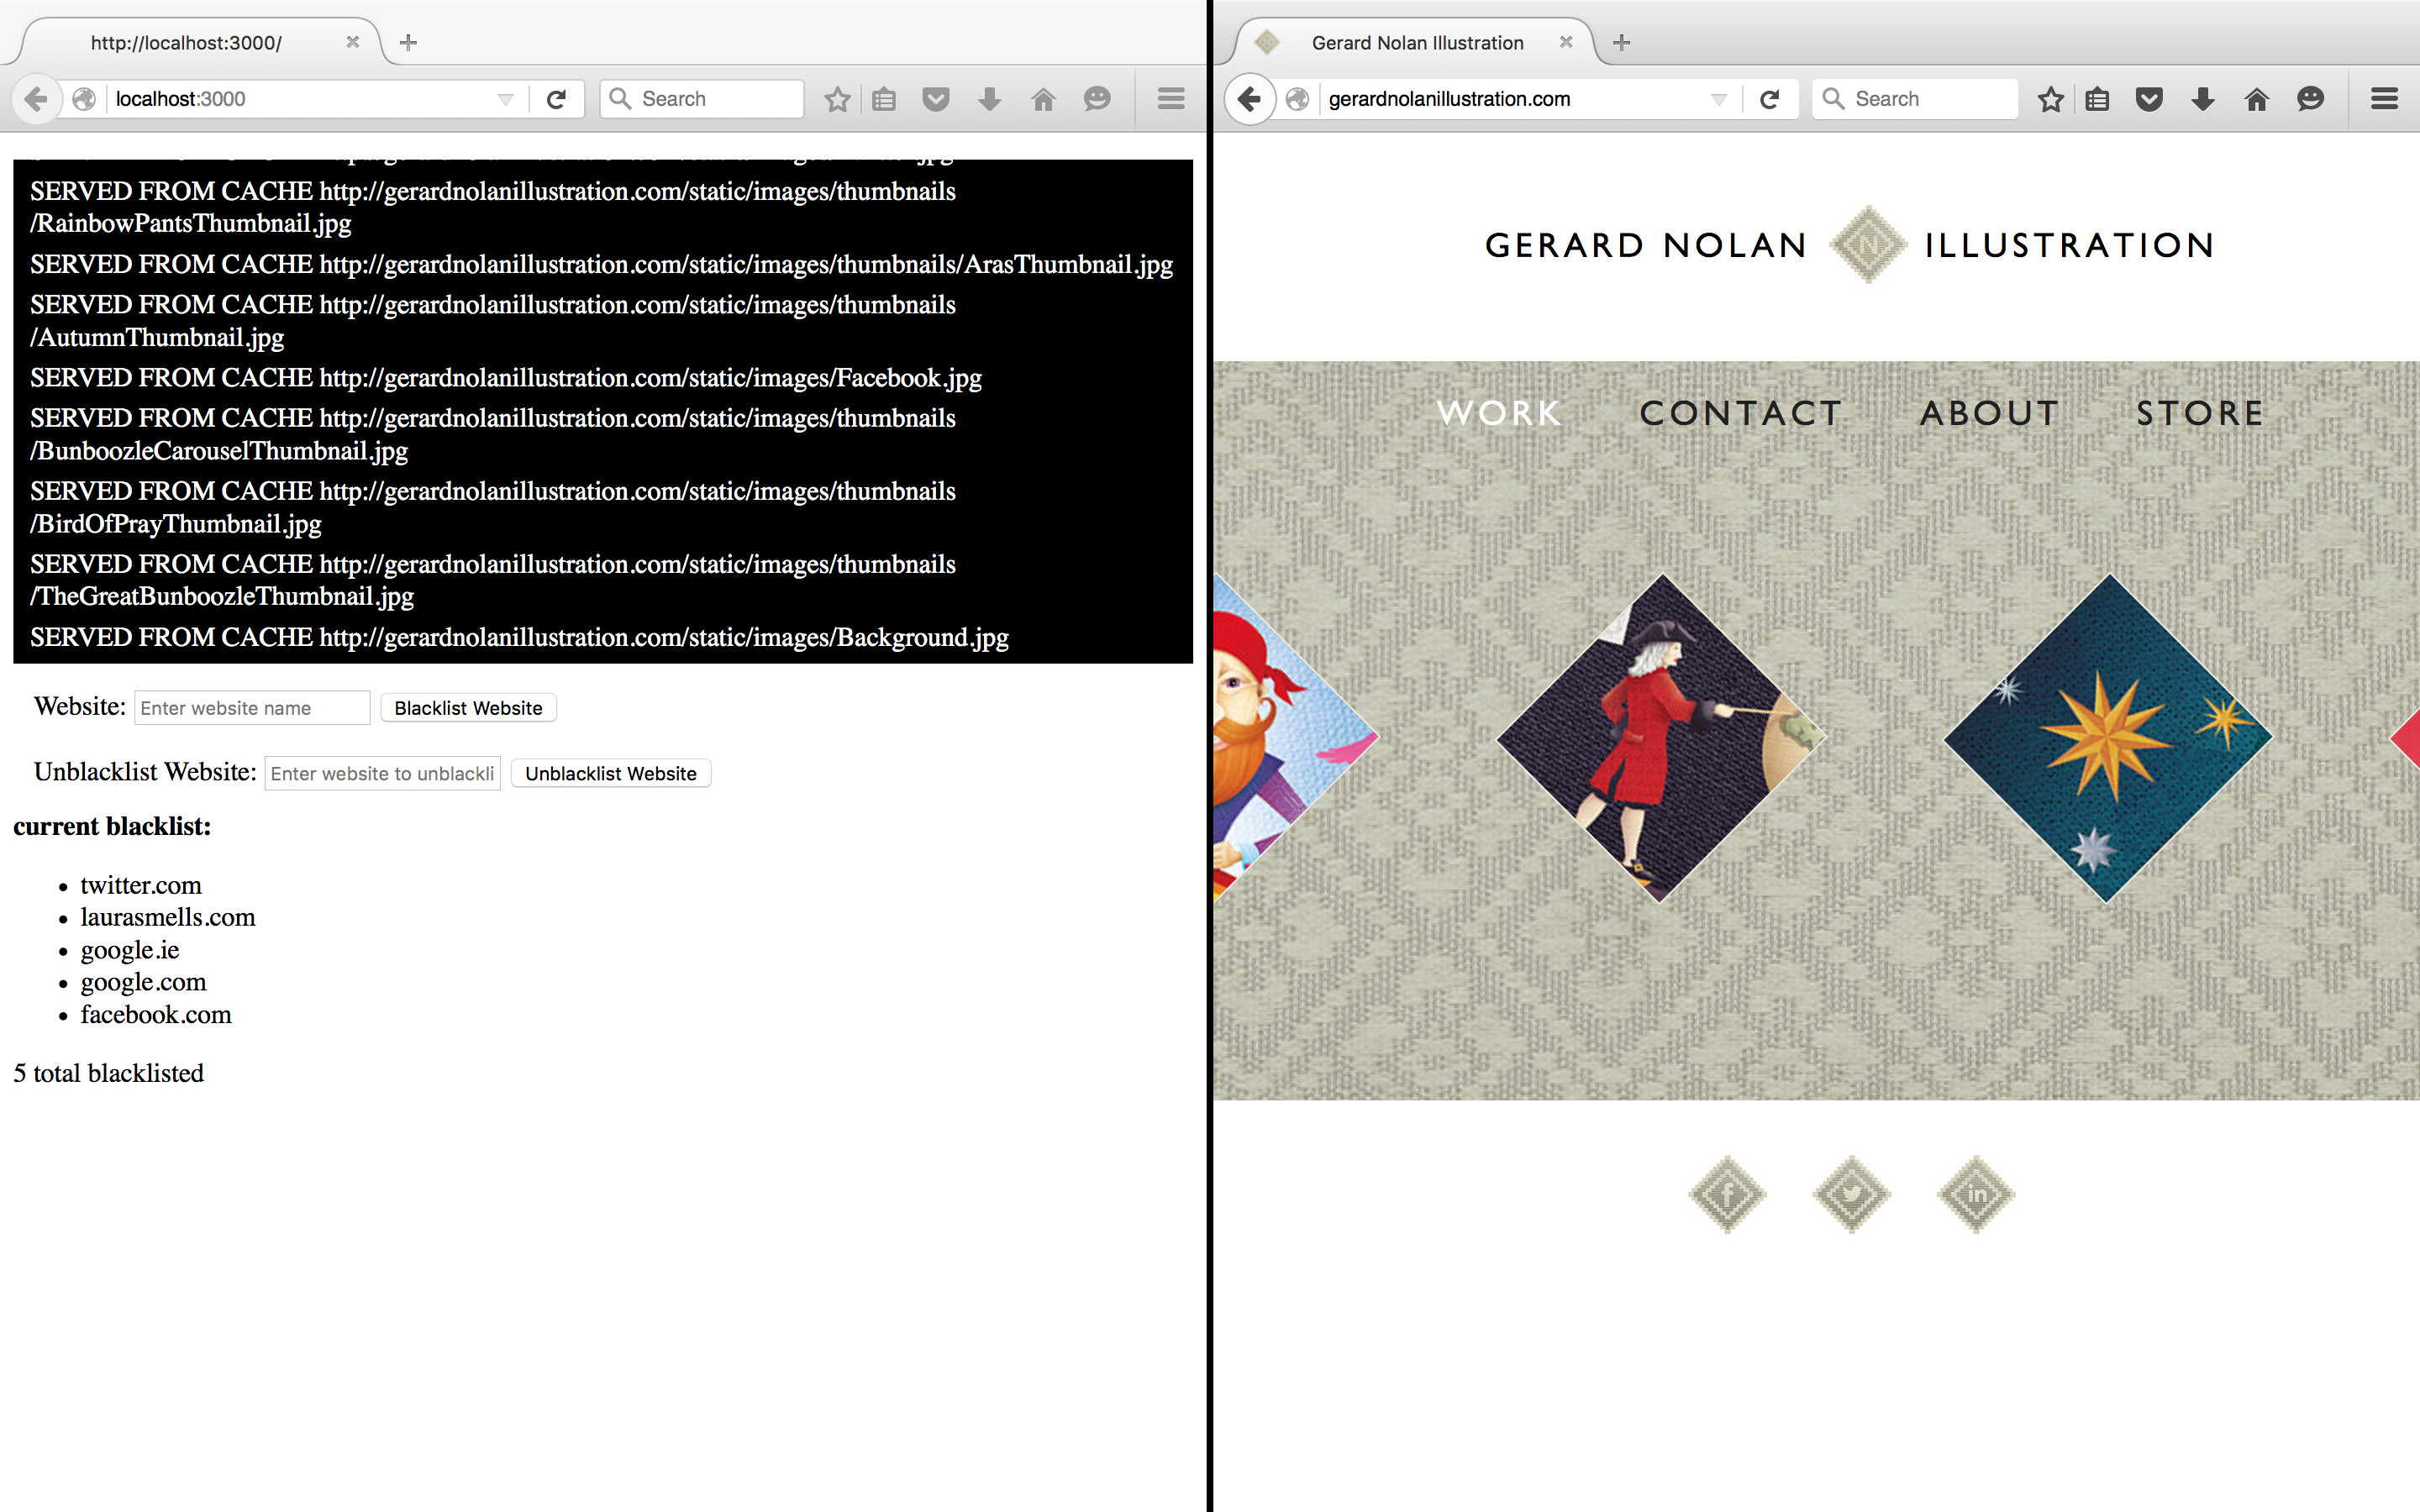 http://localhost:3000/
localhost:3000
Search
SERVED FROM CACHE http://gerardnolanillustration.com/static/images/thumbnails
/RainbowPantsThumbnail.jpg
SERVED FROM CACHE http://gerardnolanillustration.com/static/images/thumbnails/ArasThumbnail.jpg
SERVED FROM CACHE http://gerardnolanillustration.com/static/images/thumbnails
/AutumnThumbnail.jpg
SERVED FROM CACHE http://gerardnolanillustration.com/static/images/Facebook.jpg
SERVED FROM CACHE http://gerardnolanillustration.com/static/images/thumbnails
/BunboozleCarouselThumbnail.jpg
SERVED FROM CACHE http://gerardnolanillustration.com/static/images/thumbnails
/BirdOfPrayThumbnail.jpg
SERVED FROM CACHE http://gerardnolanillustration.com/static/images/thumbnails
/TheGreatBunboozleThumbnail.jpg
SERVED FROM CACHE http://gerardnolanillustration.com/static/images/Background.jpg
Website: Enter website name Blacklist Website
Unblacklist Website: Enter website to unblackli Unblacklist Website
current blacklist:
• twitter.com
• laurasmells.com
• google.ie
• google.com
• facebook.com
5 total blacklisted
Gerard Nolan Illustration
gerardnolanillustration.com
Search
GERARD NOLAN N ILLUSTRATION
WORK CONTACT ABOUT STORE
f in